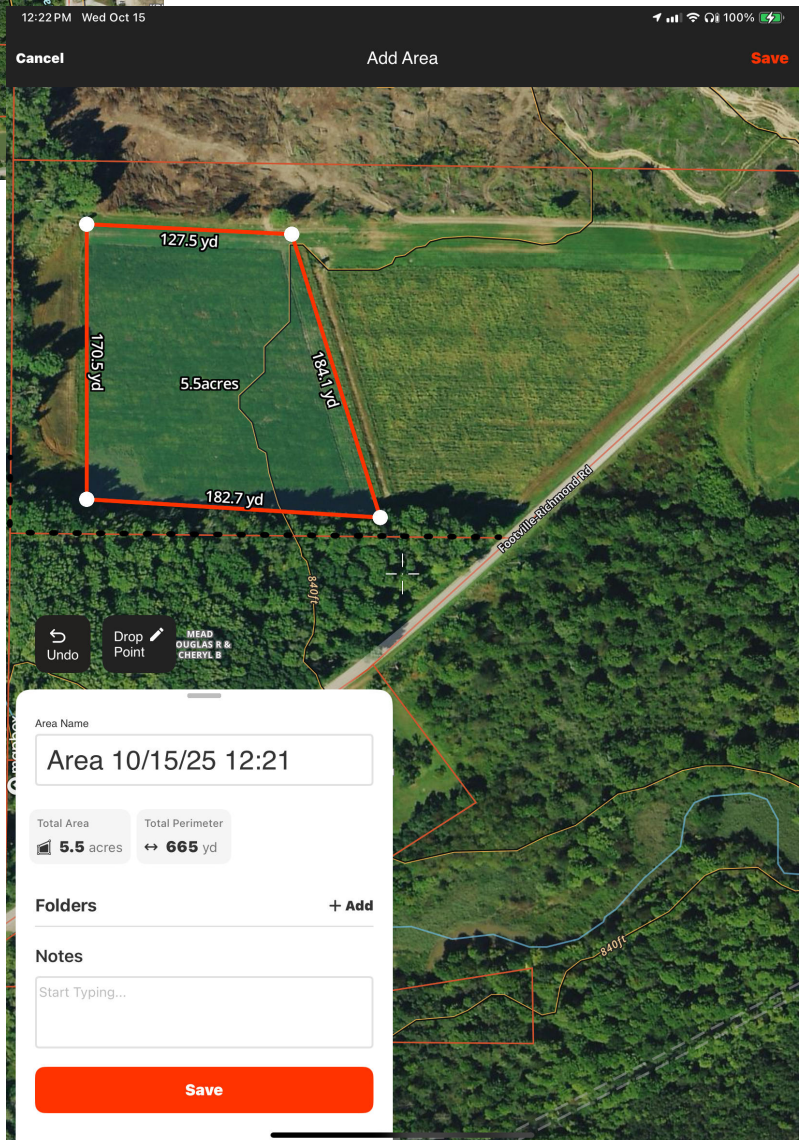 12:22 PM Wed Oct 15
100%
Cancel
Add Area
Save
127.5 yd
170.5 yd
184.1 yd
5.5acres
182.7 yd
Footville-Richmond Rd
840ft
Undo
Drop
Point
MEAD
OUGLAS R &
CHERYL B
Area Name
Area 10/15/25 12:21
Total Area
5.5 acres
Total Perimeter
665 yd
Folders
+ Add
840ft
Notes
Start Typing...
Save